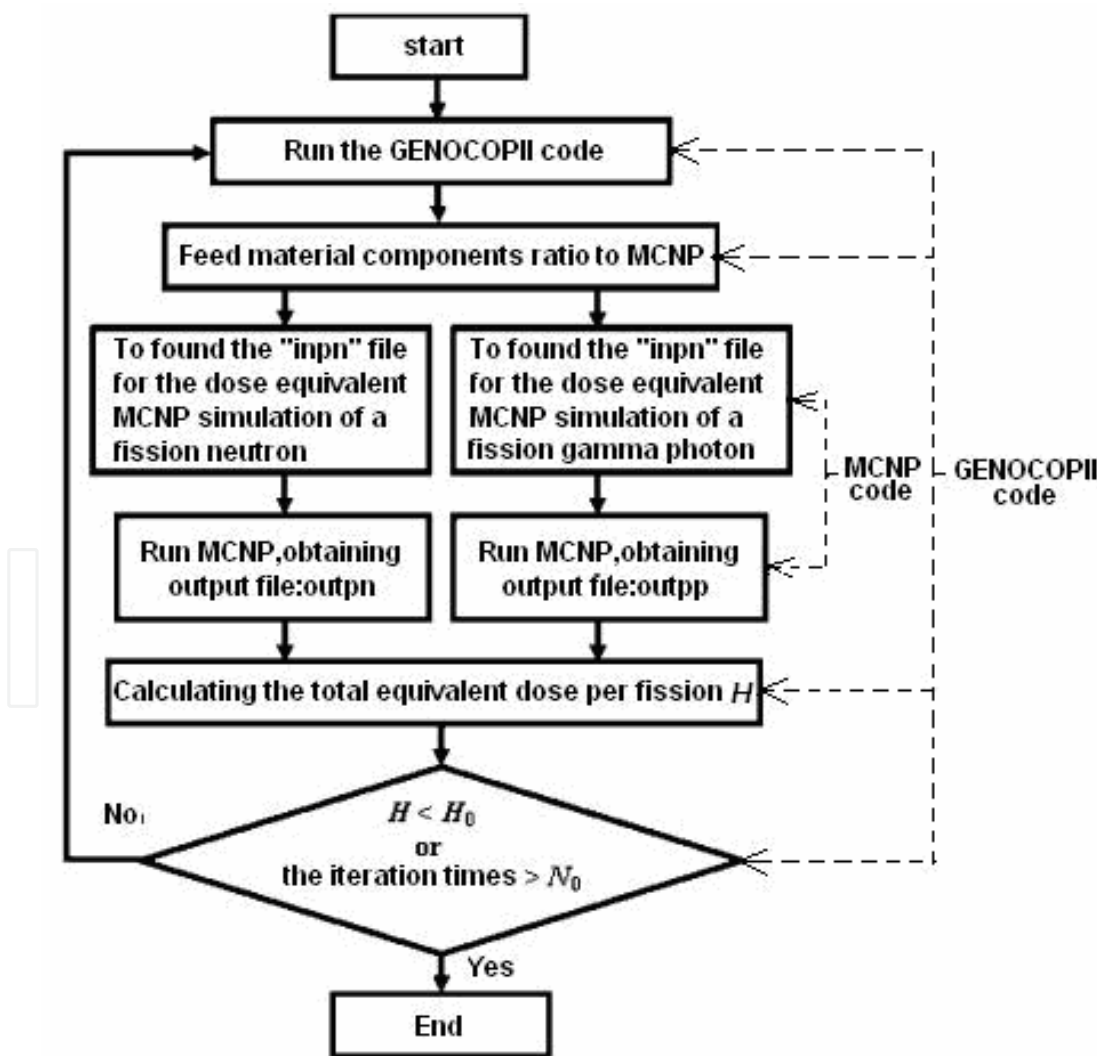 start
Run the GENOCOPII code
Feed material components ratio to MCNP
To found the "inpn" file
for the dose equivalent
MCNP simulation of a
fission neutron
To found the "inpn" file
for the dose equivalent
MCNP simulation of a
fission gamma photon
MCNP
code
GENOCOPII
code
Run MCNP,obtaining
output file:outpn
Run MCNP,obtaining
output file:outpp
Calculating the total equivalent dose per fission H
No
H < H₀
or
the iteration times > N₀
Yes
End